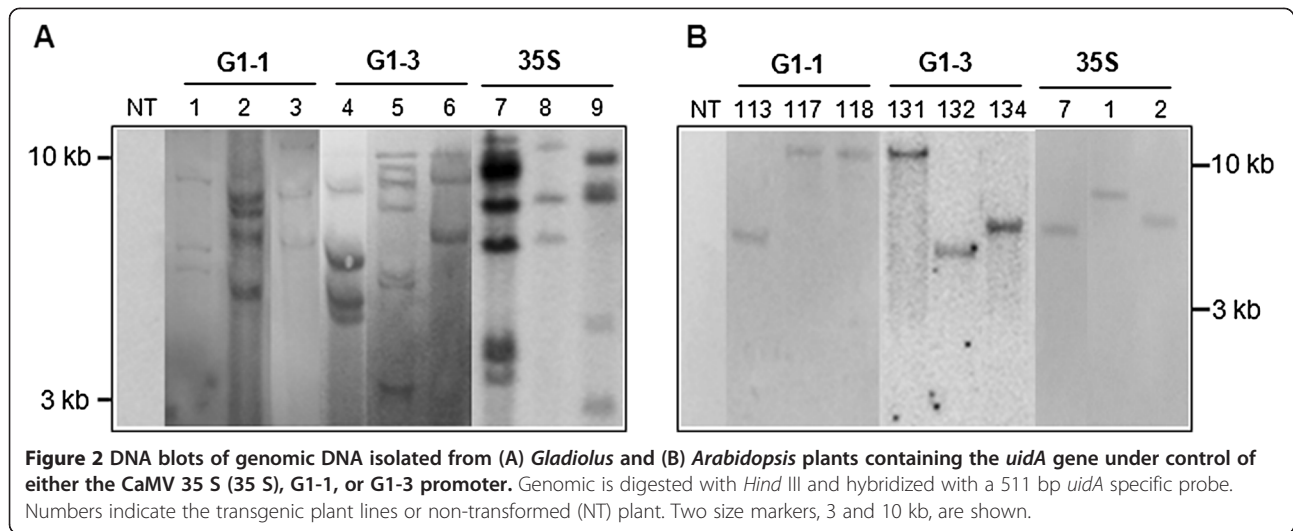 A
B
G1-1 G1-3 35S
G1-1 G1-3 35S
NT 1 2 3 4 5 6 7 8 9
NT 113 117 118 131 132 134 7 1 2
10 kb
3 kb
10 kb
3 kb
Figure 2 DNA blots of genomic DNA isolated from (A) Gladiolus and (B) Arabidopsis plants containing the uidA gene under control of
either the CaMV 35 S (35 S), G1-1, or G1-3 promoter. Genomic is digested with Hind III and hybridized with a 511 bp uidA specific probe.
Numbers indicate the transgenic plant lines or non-transformed (NT) plant. Two size markers, 3 and 10 kb, are shown.